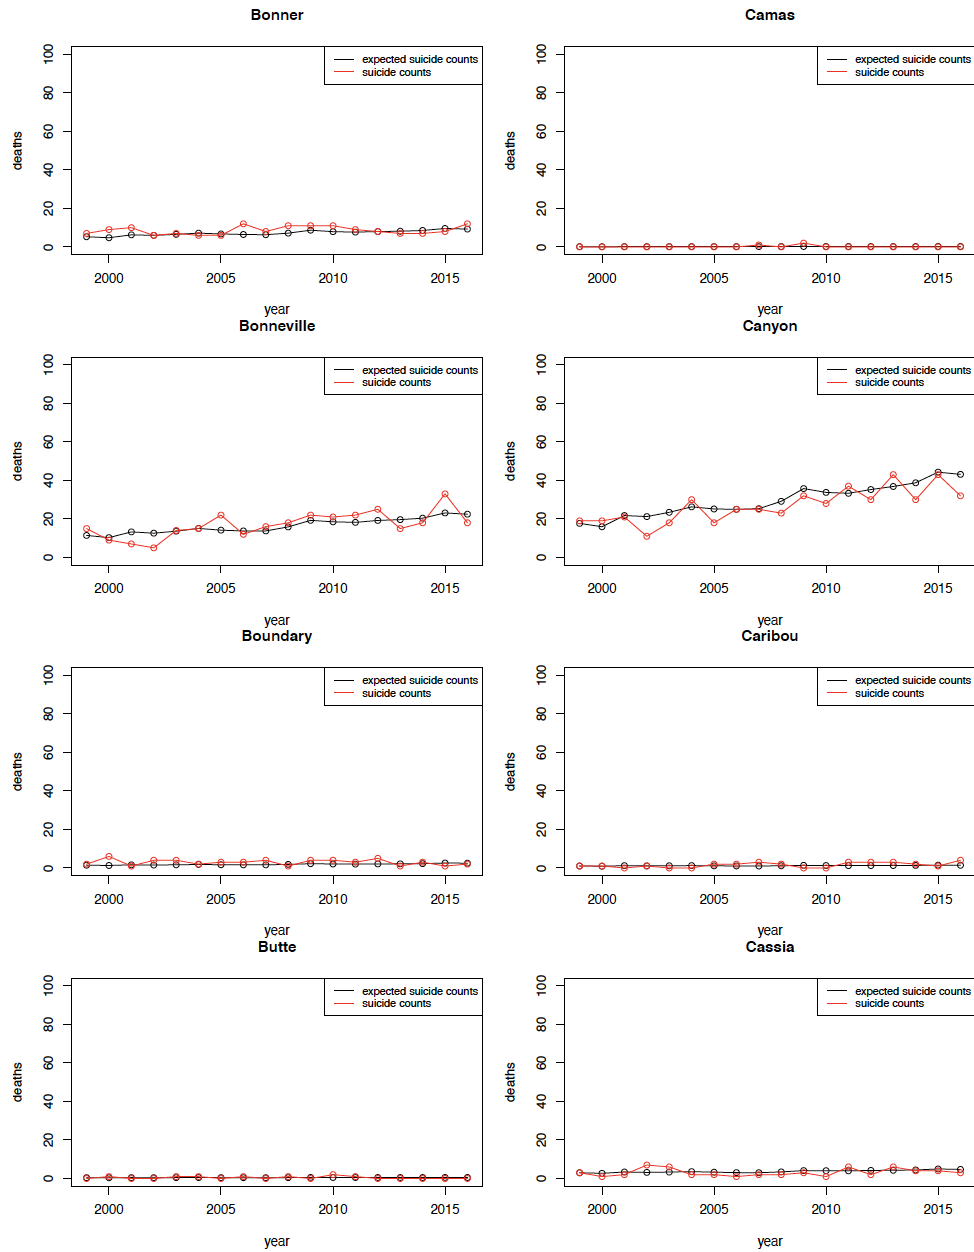 Bonner
expected suicide counts
suicide counts
deaths
0 20 40 60 80 100
2000 2005 2010 2015
year
Camas
expected suicide counts
suicide counts
deaths
0 20 40 60 80 100
2000 2005 2010 2015
year
Bonneville
expected suicide counts
suicide counts
deaths
0 20 40 60 80 100
2000 2005 2010 2015
year
Canyon
expected suicide counts
suicide counts
deaths
0 20 40 60 80 100
2000 2005 2010 2015
year
Boundary
expected suicide counts
suicide counts
deaths
0 20 40 60 80 100
2000 2005 2010 2015
year
Caribou
expected suicide counts
suicide counts
deaths
0 20 40 60 80 100
2000 2005 2010 2015
year
Butte
expected suicide counts
suicide counts
deaths
0 20 40 60 80 100
2000 2005 2010 2015
year
Cassia
expected suicide counts
suicide counts
deaths
0 20 40 60 80 100
2000 2005 2010 2015
year